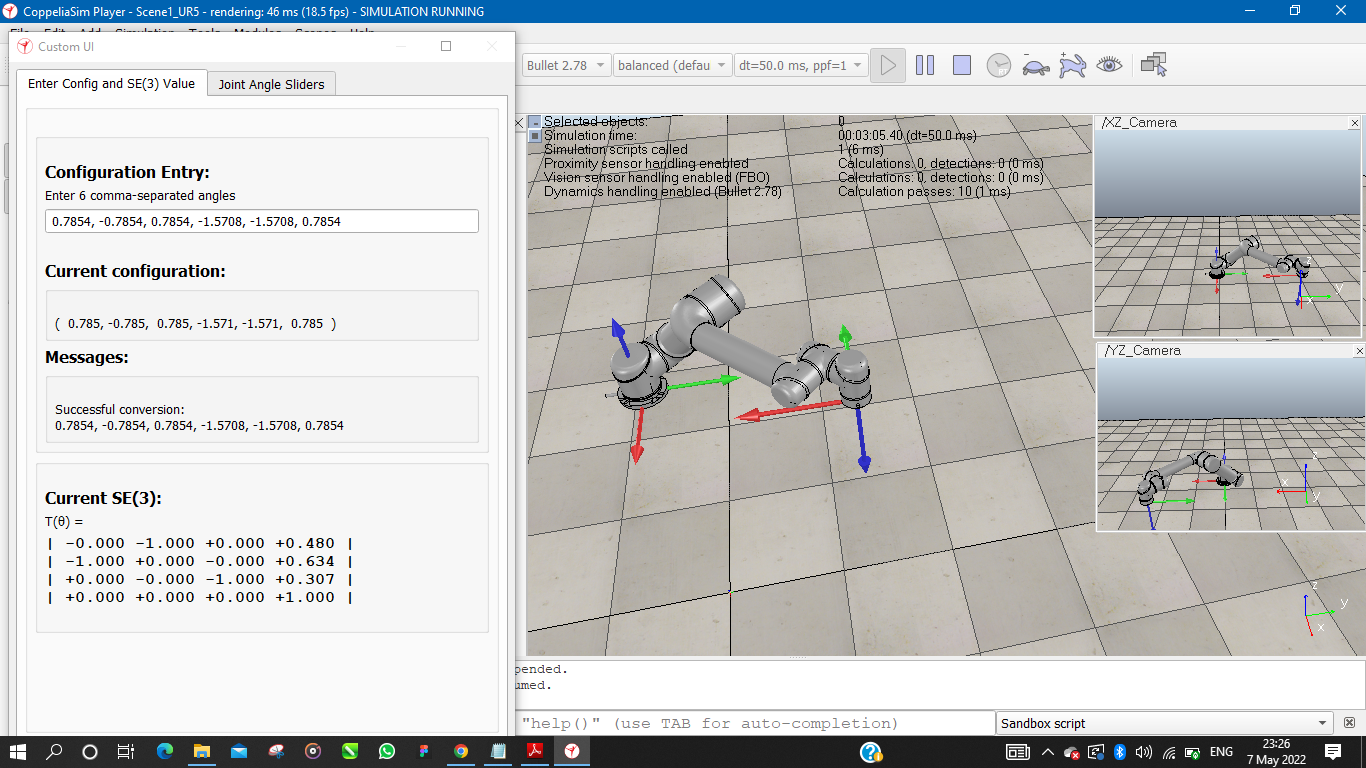 CoppeliaSim Player - Scene1_UR5 - rendering: 46 ms (18.5 fps) - SIMULATION RUNNING
File Edit Add Simulation Tools Modules Scenes Help
Custom UI
Enter Config and SE(3) Value
Joint Angle Sliders
Bullet 2.78
balanced (defau
dt=50.0 ms, ppf=1
Configuration Entry:
Enter 6 comma-separated angles
0.7854, -0.7854, 0.7854, -1.5708, -1.5708, 0.7854
Current configuration:
( 0.785, -0.785, 0.785, -1.571, -1.571, 0.785 )
Messages:
Successful conversion:
0.7854, -0.7854, 0.7854, -1.5708, -1.5708, 0.7854
Current SE(3):
T(θ) =
| -0.000 -1.000 +0.000 +0.480 |
| -1.000 +0.000 -0.000 +0.634 |
| +0.000 -0.000 -1.000 +0.307 |
| +0.000 +0.000 +0.000 +1.000 |
Selected objects: 0
Simulation time: 00:03:05.40 (dt=50.0 ms)
Simulation scripts called 1 (6 ms)
Proximity sensor handling enabled Calculations: 0, detections: 0 (0 ms)
Vision sensor handling enabled (FBO) Calculations: 0, detections: 0 (0 ms)
Dynamics handling enabled (Bullet 2.78) Calculation passes: 10 (1 ms)
/XZ_Camera
y
/YZ_Camera
x
y
z
y
x
pended.
umed.
"help()" (use TAB for auto-completion)
Sandbox script
ENG
23:26
7 May 2022